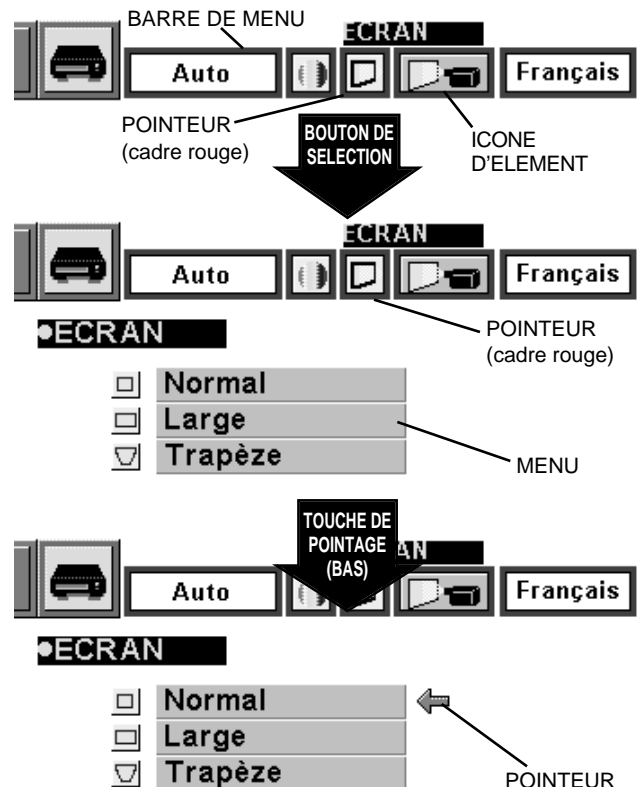 BARRE DE MENU
ECRAN
Auto
Français
POINTEUR
(cadre rouge)
BOUTON DE
SELECTION
ICONE
D'ELEMENT
ECRAN
Auto
Français
POINTEUR
(cadre rouge)
●ECRAN
Normal
Large
Trapèze
MENU
TOUCHE DE
POINTAGE
(BAS)
AN
Auto
Français
●ECRAN
Normal
Large
Trapèze
POINTEUR